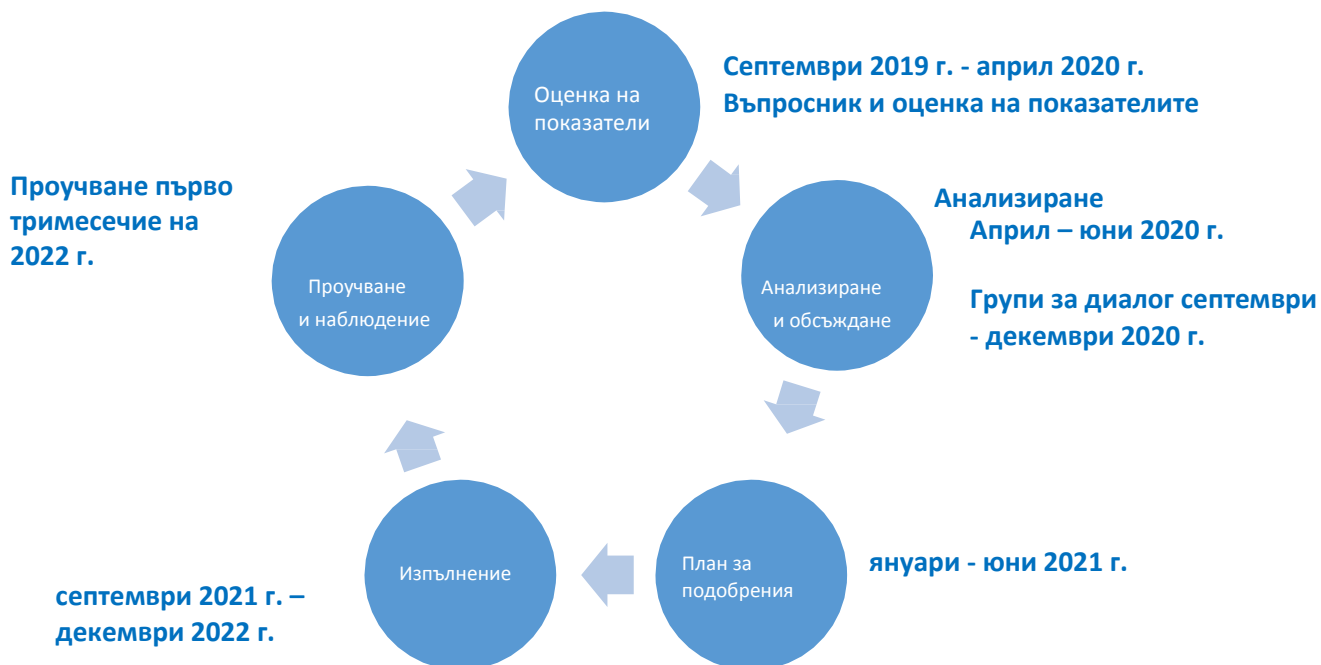 Оценка на
показатели
Септември 2019 г. - април 2020 г.
Въпросник и оценка на показателите
Анализиране
и обсъждане
Анализиране
Април – юни 2020 г.
Групи за диалог септември
- декември 2020 г.
План за
подобрения
януари - юни 2021 г.
Изпълнение
септември 2021 г. –
декември 2022 г.
Проучване
и наблюдение
Проучване първо
тримесечие на
2022 г.